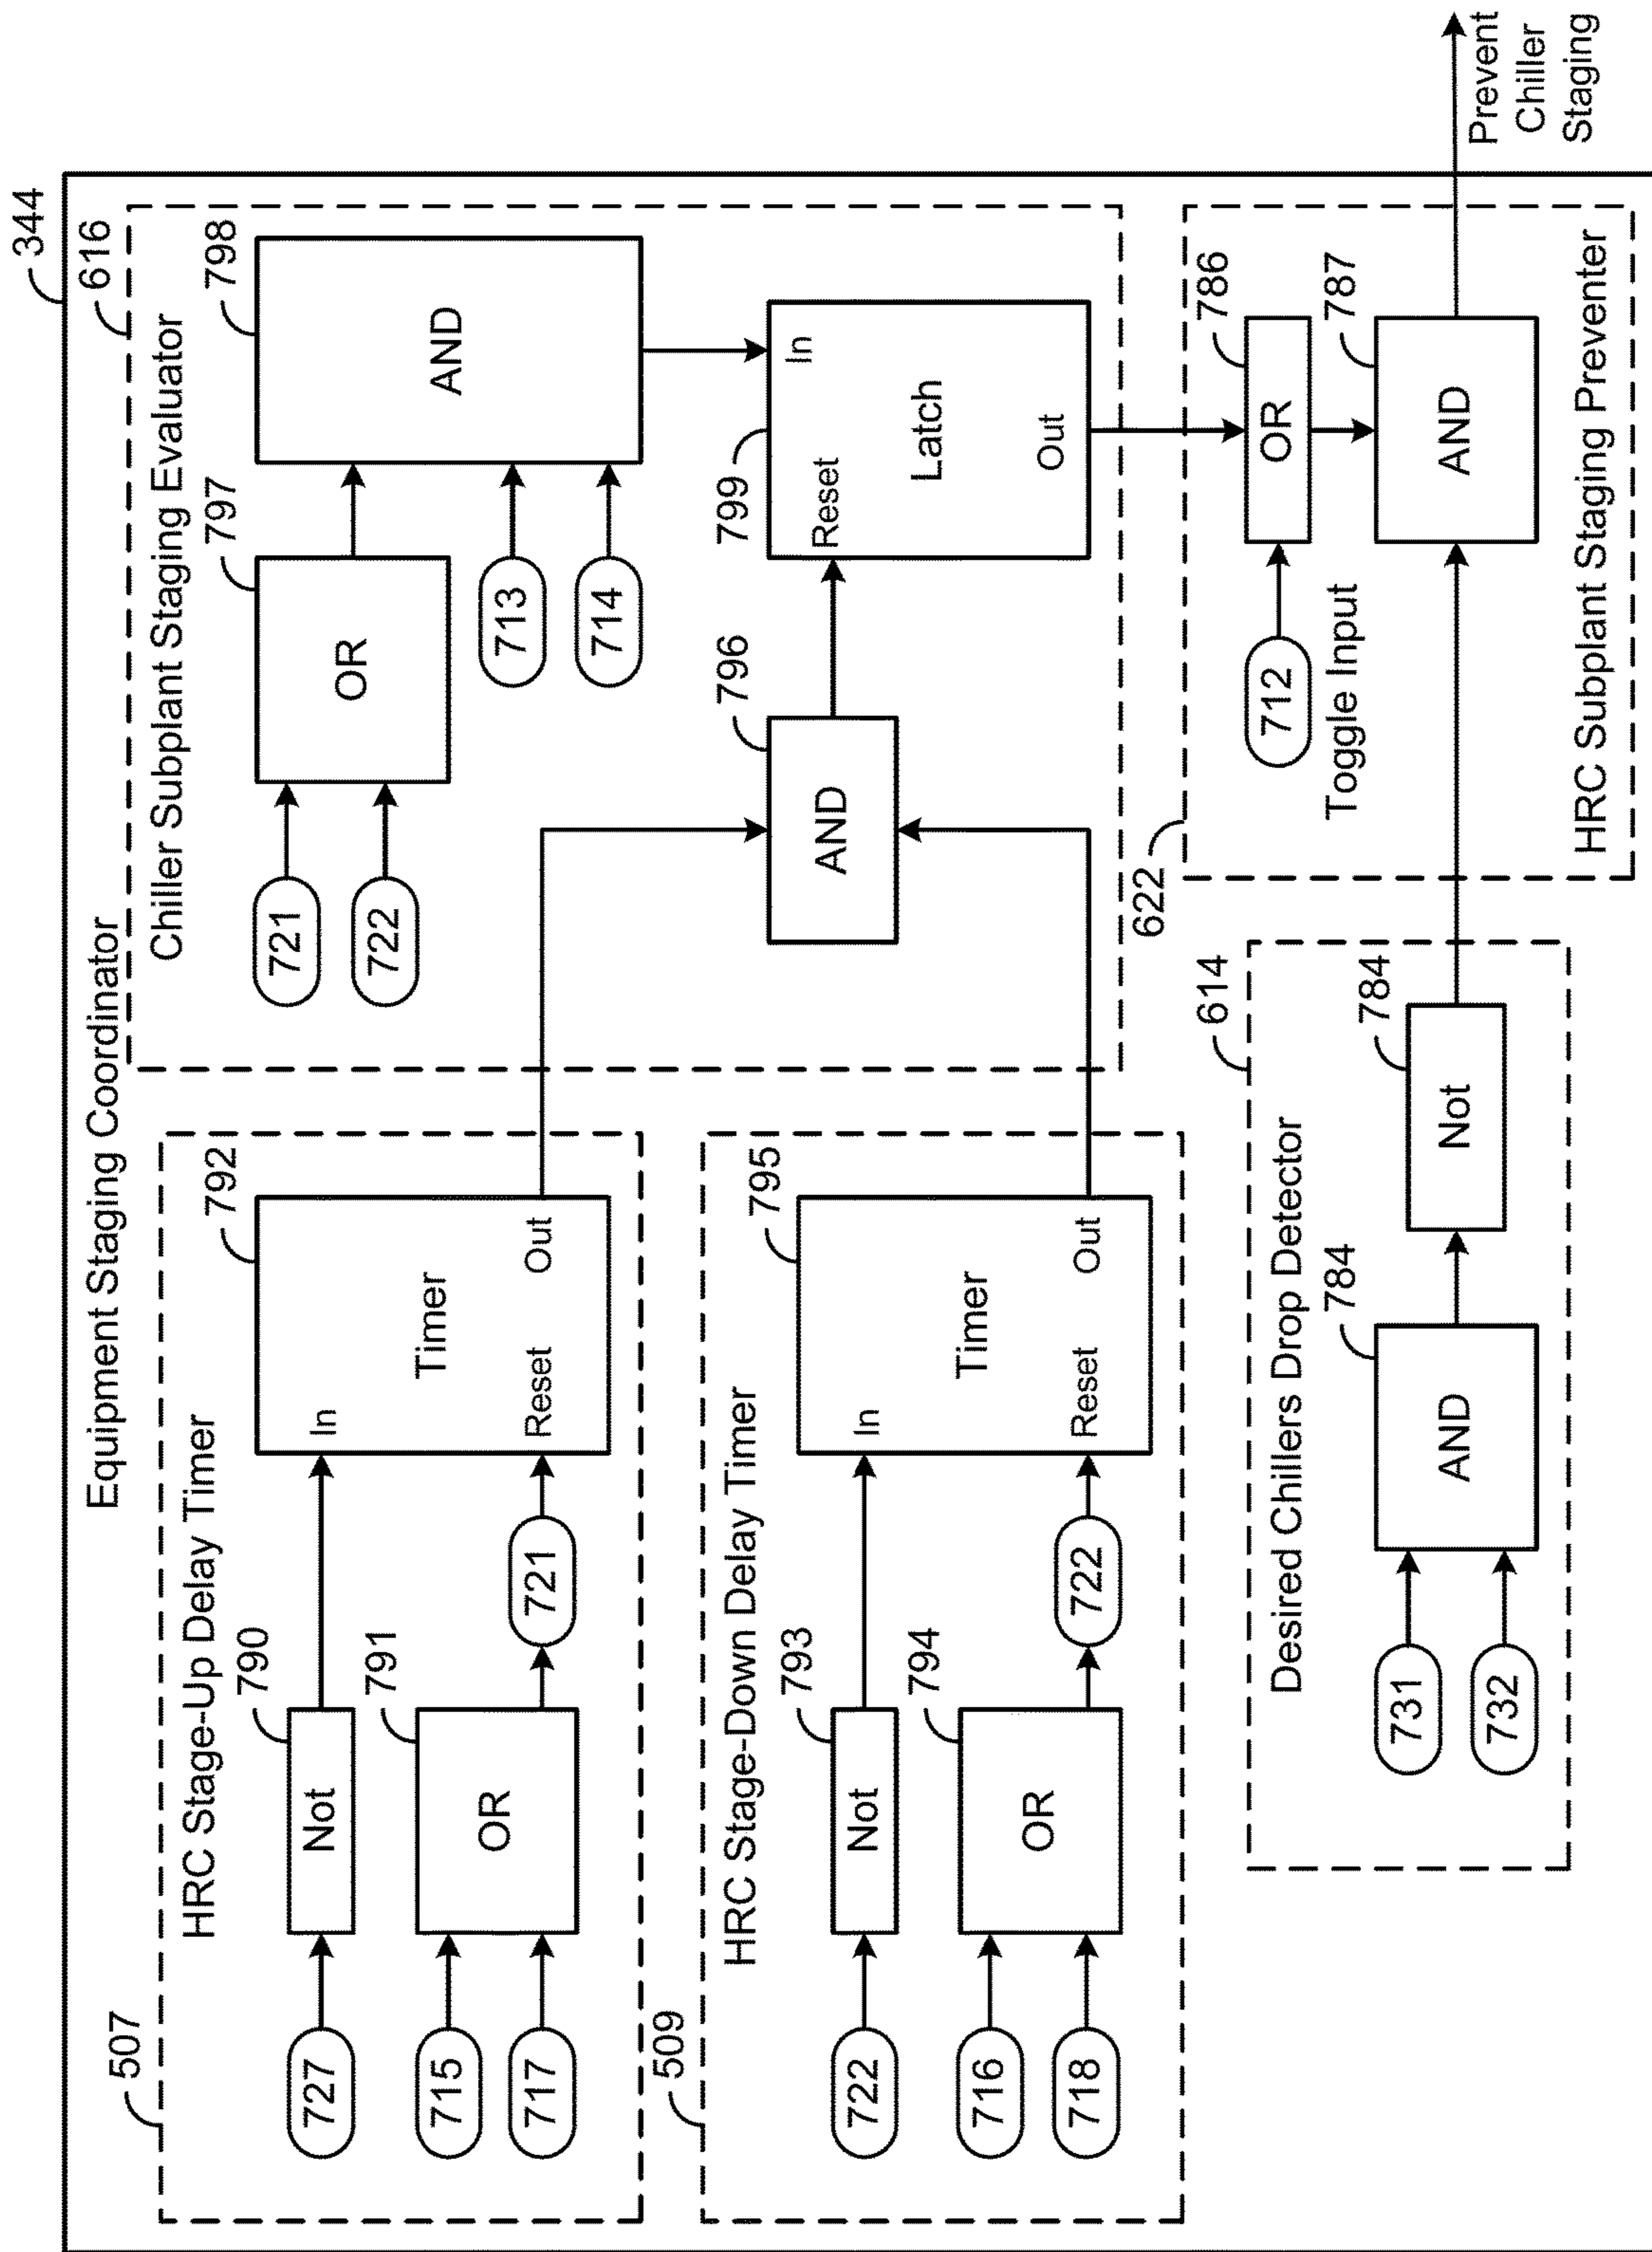 344
Equipment Staging Coordinator
507
HRC Stage-Up Delay Timer
727
Not
790
715
717
OR
791
721
In
Reset
Timer
Out
792
509
HRC Stage-Down Delay Timer
722
Not
793
716
718
OR
794
722
In
Reset
Timer
Out
795
616
Chiller Subplant Staging Evaluator
721
722
OR
797
713
714
AND
798
AND
796
Reset
In
Latch
Out
799
614
Desired Chillers Drop Detector
731
732
AND
784
Not
784
622
712
Toggle Input
OR
786
AND
787
HRC Subplant Staging Preventer
Prevent
Chiller
Staging